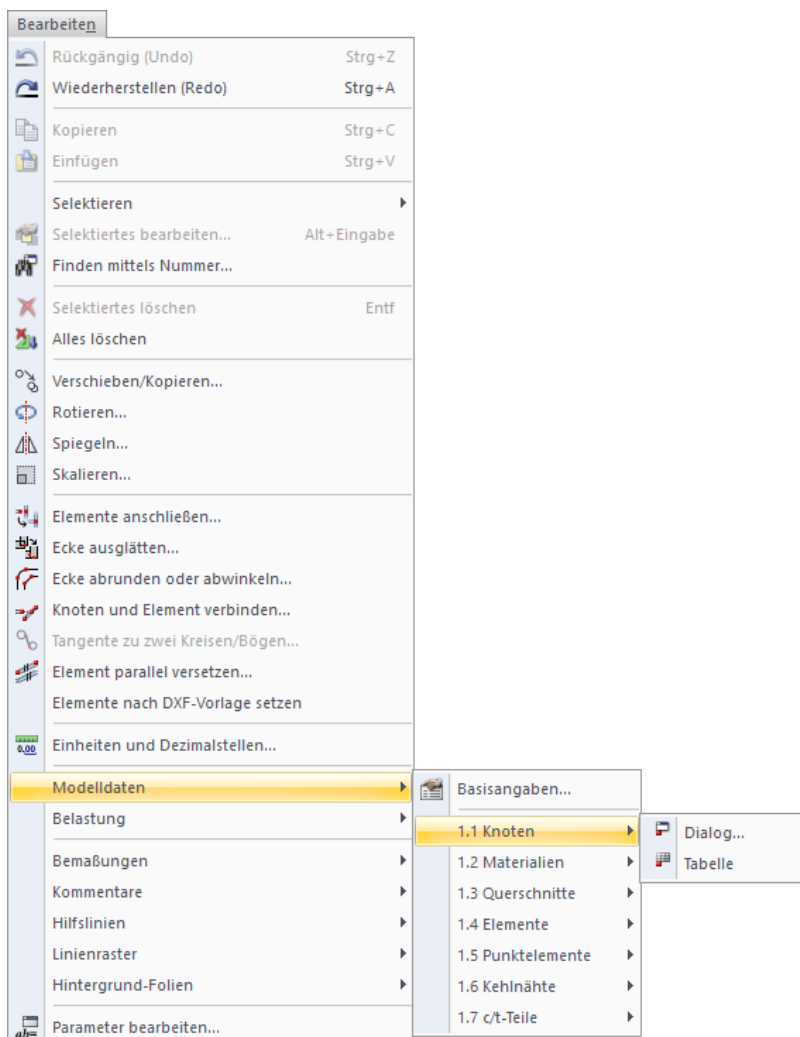 Bearbeiten
Rückgängig (Undo) Strg+Z
Wiederherstellen (Redo) Strg+A
Kopieren Strg+C
Einfügen Strg+V
Selektieren
Selektiertes bearbeiten... Alt+Eingabe
Finden mittels Nummer...
Selektiertes löschen Entf
Alles löschen
Verschieben/Kopieren...
Rotieren...
Spiegeln...
Skalieren...
Elemente anschließen...
Ecke ausglätten...
Ecke abrunden oder abwinkeln...
Knoten und Element verbinden...
Tangente zu zwei Kreisen/Bögen...
Element parallel versetzen...
Elemente nach DXF-Vorlage setzen
0,00 Einheiten und Dezimalstellen...
Modelldaten
Belastung
Bemaßungen
Kommentare
Hilfslinien
Linienraster
Hintergrund-Folien
ab= Parameter bearbeiten...
Basisangaben...
1.1 Knoten
1.2 Materialien
1.3 Querschnitte
1.4 Elemente
1.5 Punktelemente
1.6 Kehlnähte
1.7 c/t-Teile
Dialog...
Tabelle